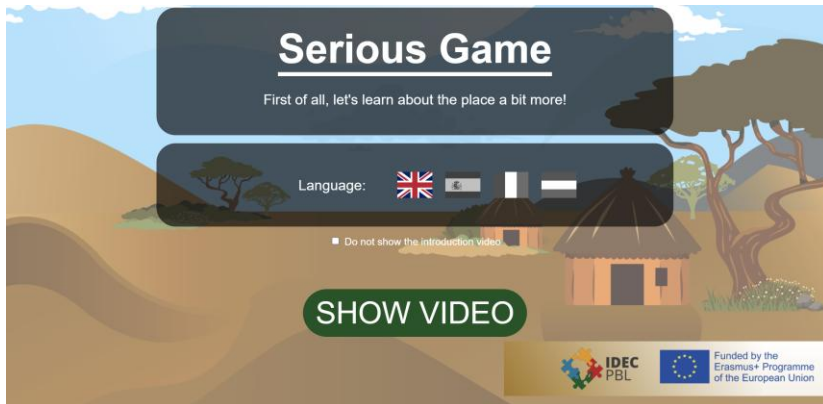 Serious Game
First of all, let's learn about the place a bit more!
Language:
Do not show the introduction video
SHOW VIDEO
IDEC
PBL
Funded by the
Erasmus+ Programme
of the European Union